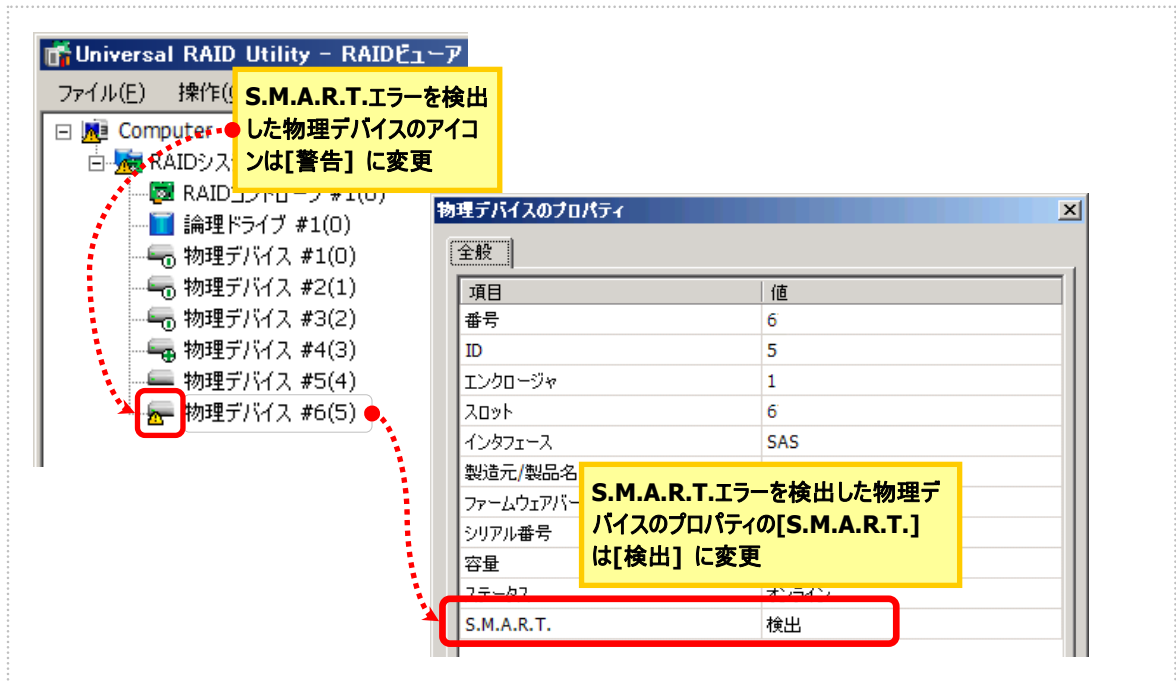 Universal RAID Utility - RAIDビューア
ファイル(F) 操作(
S.M.A.R.T.エラーを検出
した物理デバイスのアイコ
ンは[警告] に変更
Computer
RAIDシス
RAIDコントローラ #1(0)
論理ドライブ #1(0)
物理デバイス #1(0)
物理デバイス #2(1)
物理デバイス #3(2)
物理デバイス #4(3)
物理デバイス #5(4)
物理デバイス #6(5)
物理デバイスのプロパティ
全般
項目 値
番号 6
ID 5
エンクロージャ 1
スロット 6
インタフェース SAS
製造元/製品名
ファームウェアバー
シリアル番号
容量
ステータス オンライン
S.M.A.R.T.エラーを検出した物理デ
バイスのプロパティの[S.M.A.R.T.]
は[検出] に変更
S.M.A.R.T. 検出